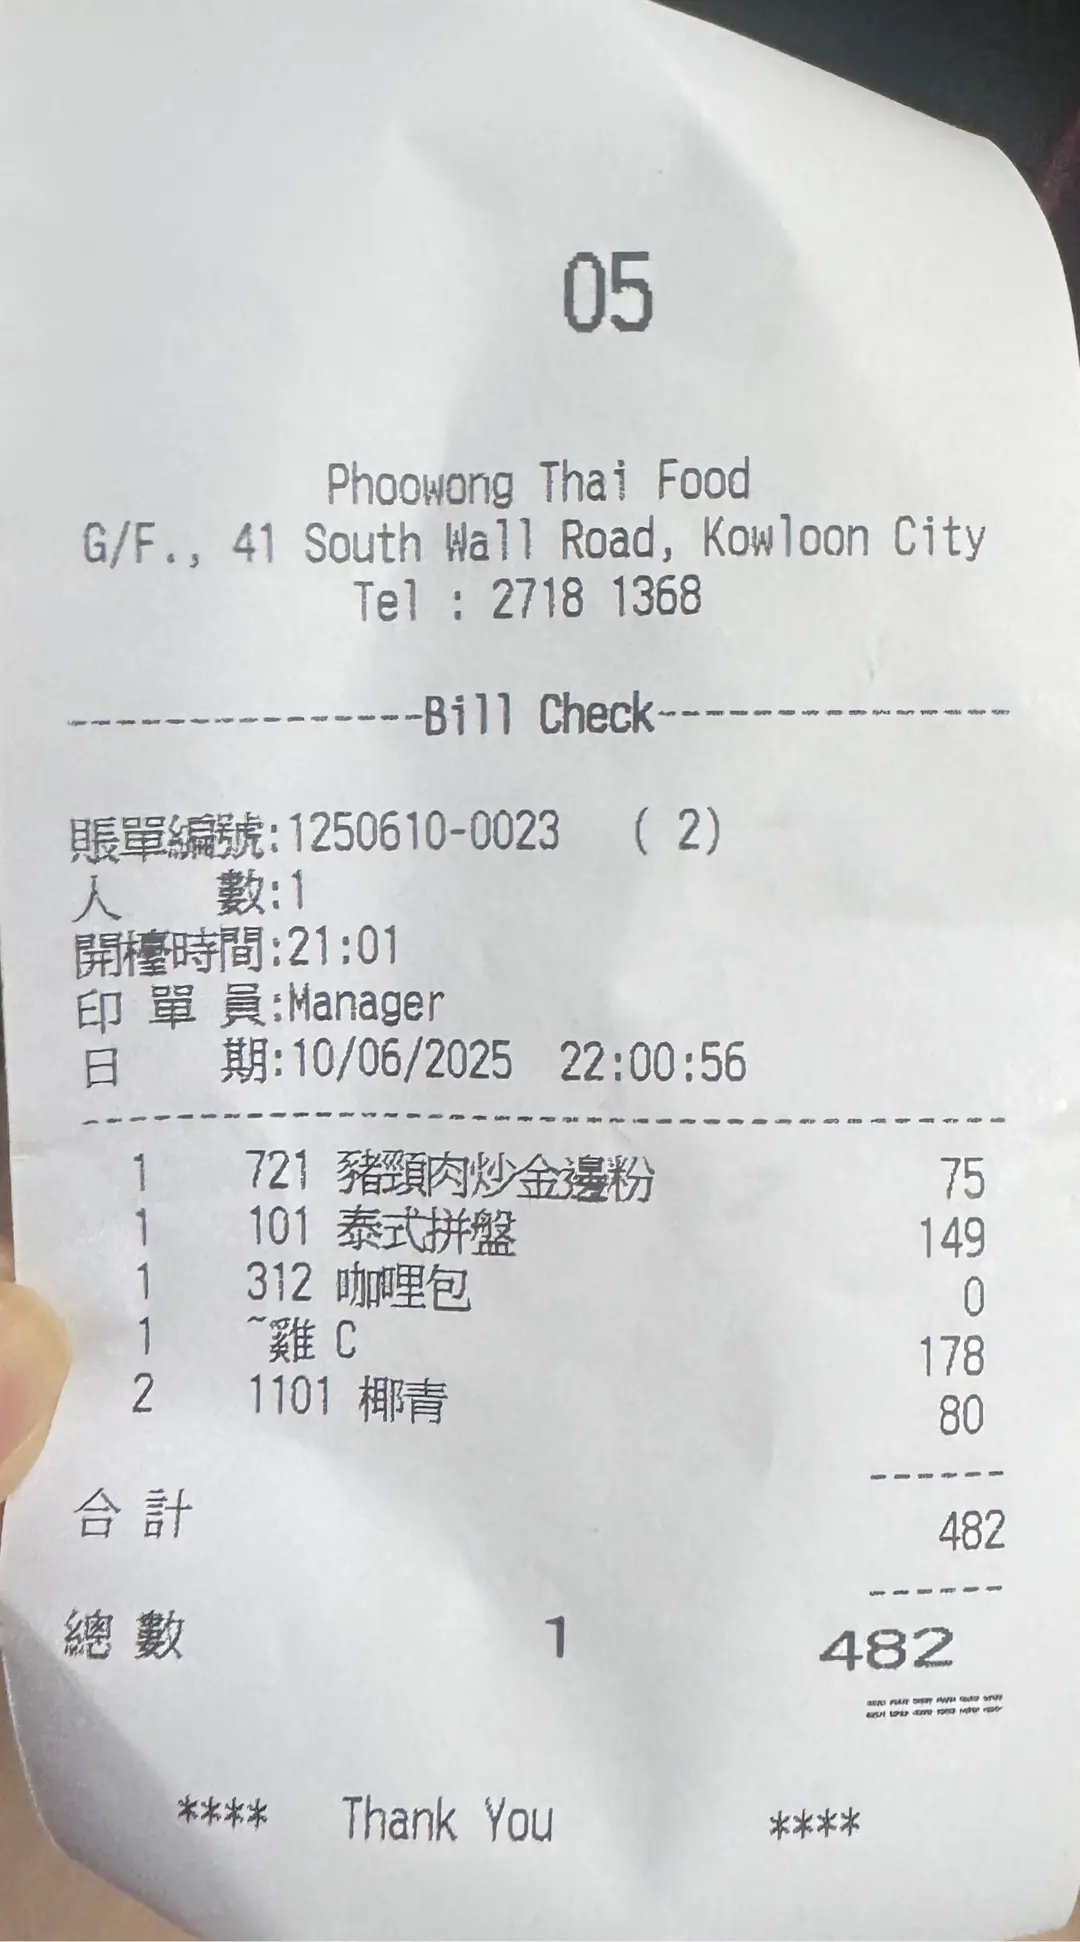 05
Phoowong Thai Food
G/F., 41 South Wall Road, Kowloon City
Tel : 2718 1368
---------------Bill Check---------------
賬單編號:1250610-0023 ( 2)
人 數:1
開檯時間:21:01
印 單 員:Manager
日 期:10/06/2025 22:00:56
1 721 豬頸肉炒金邊粉 75
1 101 泰式拼盤 149
1 312 咖哩包 0
1 ~雞 C 178
2 1101 椰青 80
合 計 482
總 數 1 482
**** Thank You ****